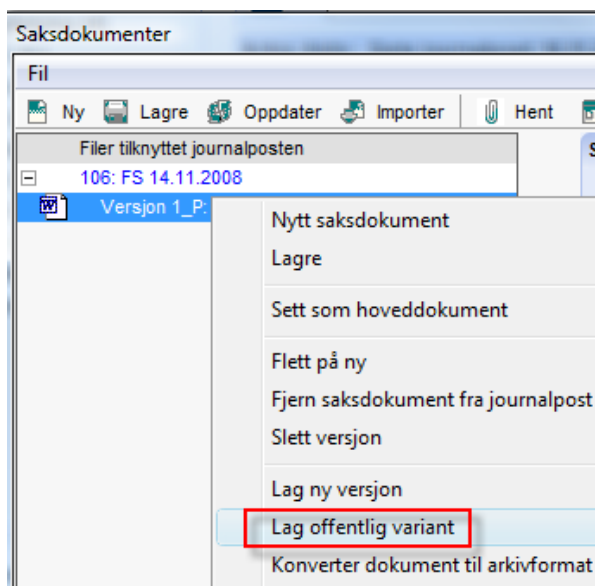 Saksdokumenter
Fil
Ny Lagre Oppdater Importer Hent
Filer tilknyttet journalposten S
106: FS 14.11.2008
Versjon 1_P:
Nytt saksdokument
Lagre
Sett som hoveddokument
Flett på ny
Fjern saksdokument fra journalpost
Slett versjon
Lag ny versjon
Lag offentlig variant
Konverter dokument til arkivformat